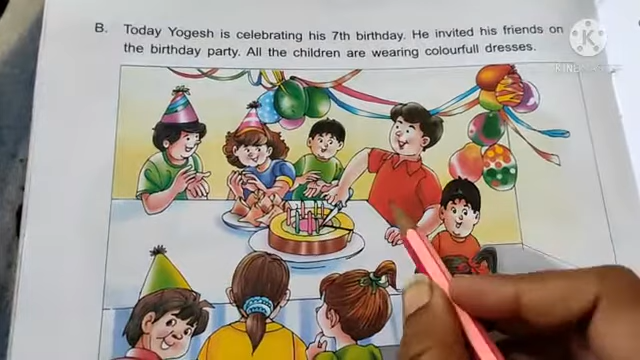 B. Today Yogesh is celebrating his 7th birthday. He invited his friends on
the birthday party. All the children are wearing colourfull dresses.
KINEMASTER